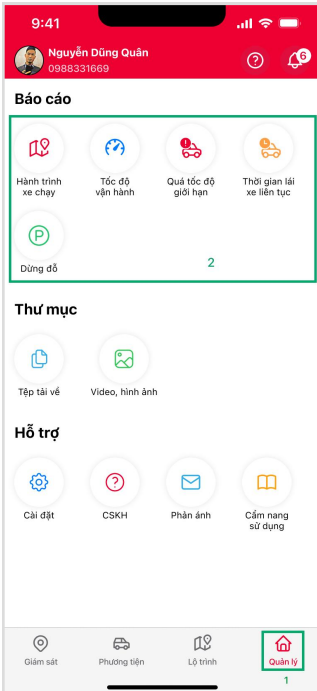 9:41
Nguyễn Dũng Quân
0988331669
6
Báo cáo
Hành trình
xe chạy
Tốc độ
vận hành
Quá tốc độ
giới hạn
Thời gian lái
xe liên tục
P
Dừng đỗ
2
Thư mục
Tệp tải về
Video, hình ảnh
Hỗ trợ
Cài đặt
CSKH
Phản ánh
Cẩm nang
sử dụng
Giám sát
Phương tiện
Lộ trình
Quản lý
1